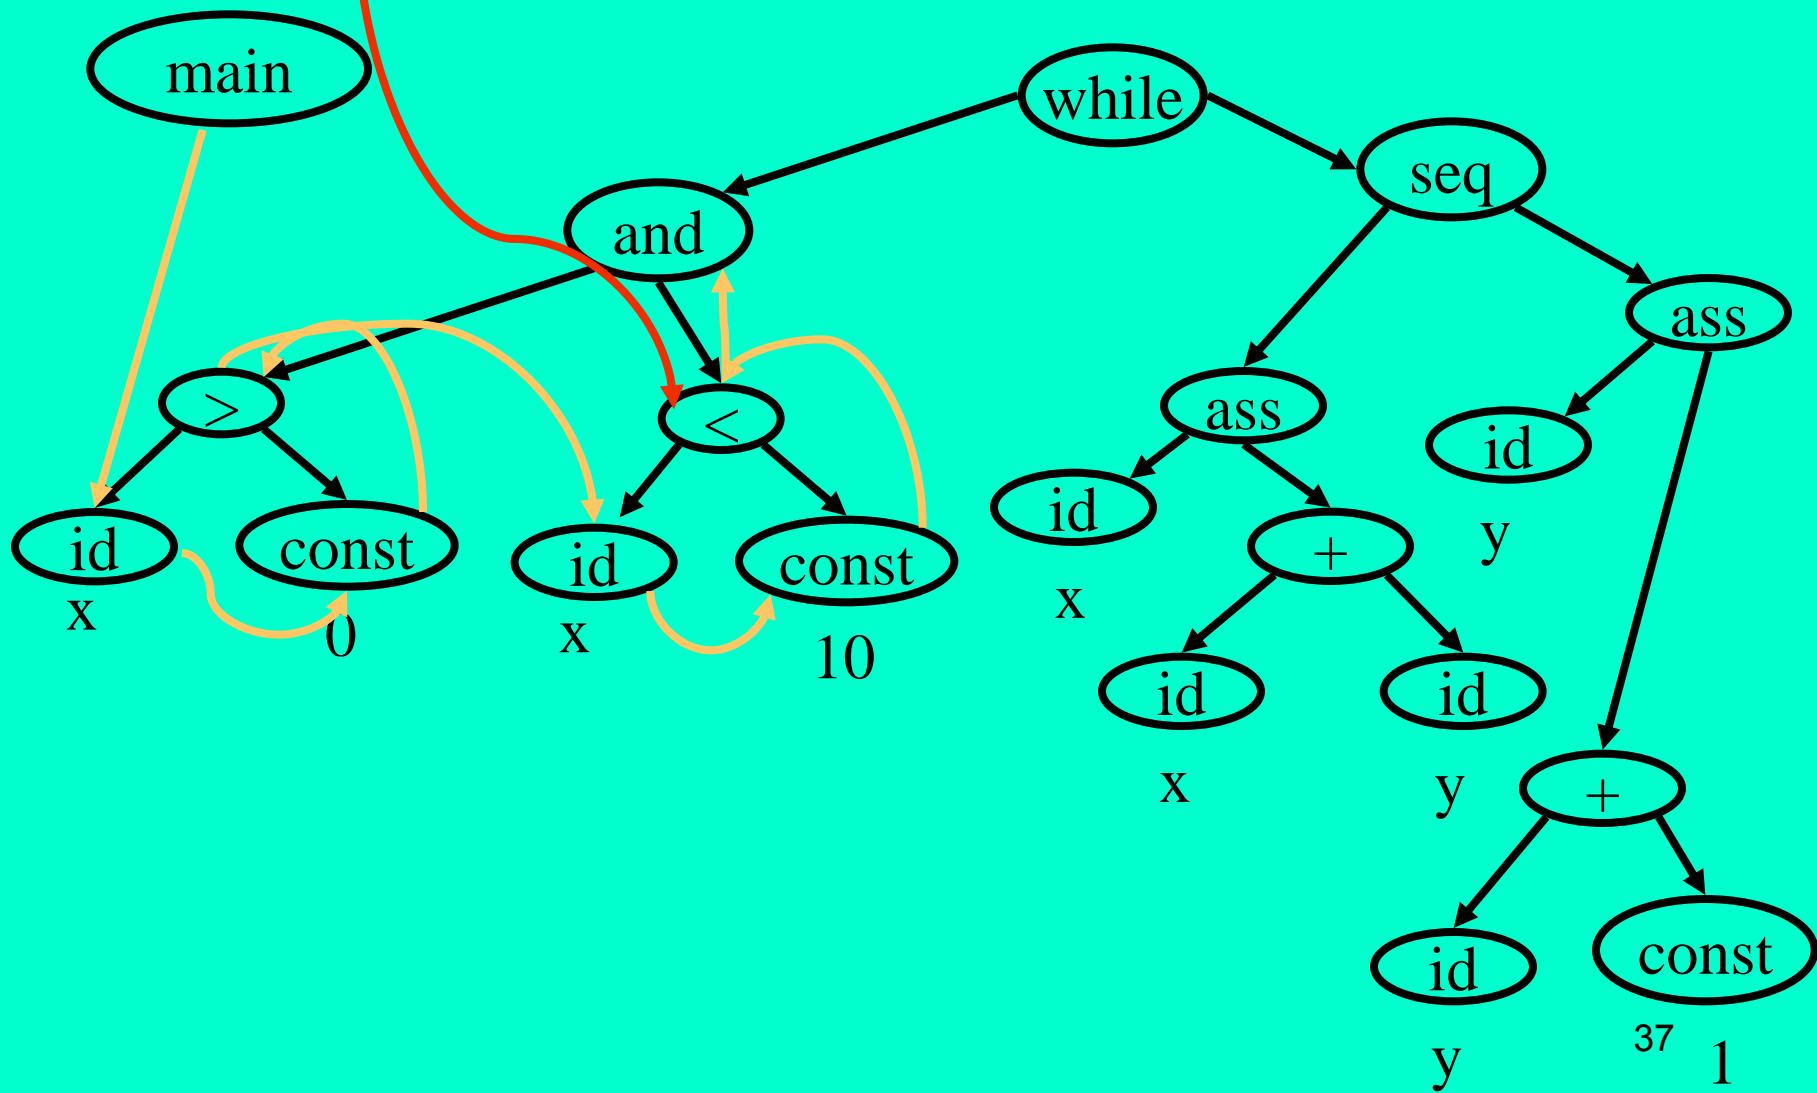 main
while
seq
and
ass
>
<
ass
id
id
const
id
const
id
+
y
x
0
x
10
x
id
id
x
y
+
id
const
37
y
1